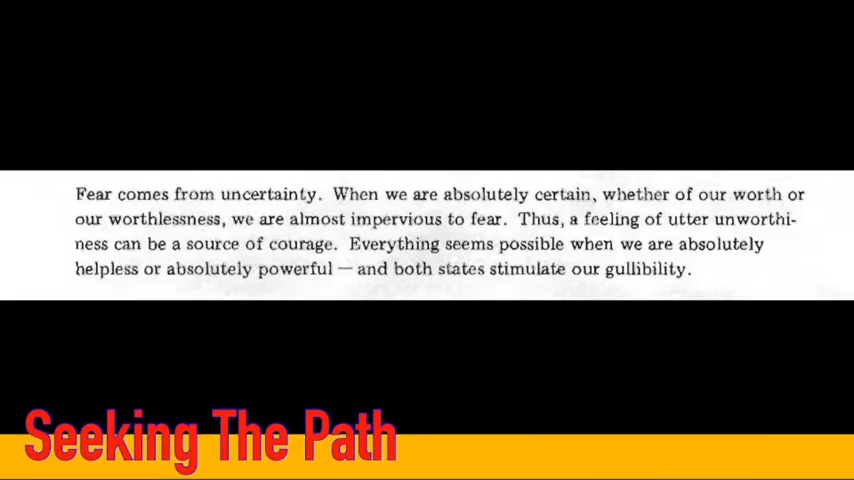 Fear comes from uncertainty. When we are absolutely certain, whether of our worth or
our worthlessness, we are almost impervious to fear. Thus, a feeling of utter unworthi-
ness can be a source of courage. Everything seems possible when we are absolutely
helpless or absolutely powerful — and both states stimulate our gullibility.
Seeking The Path